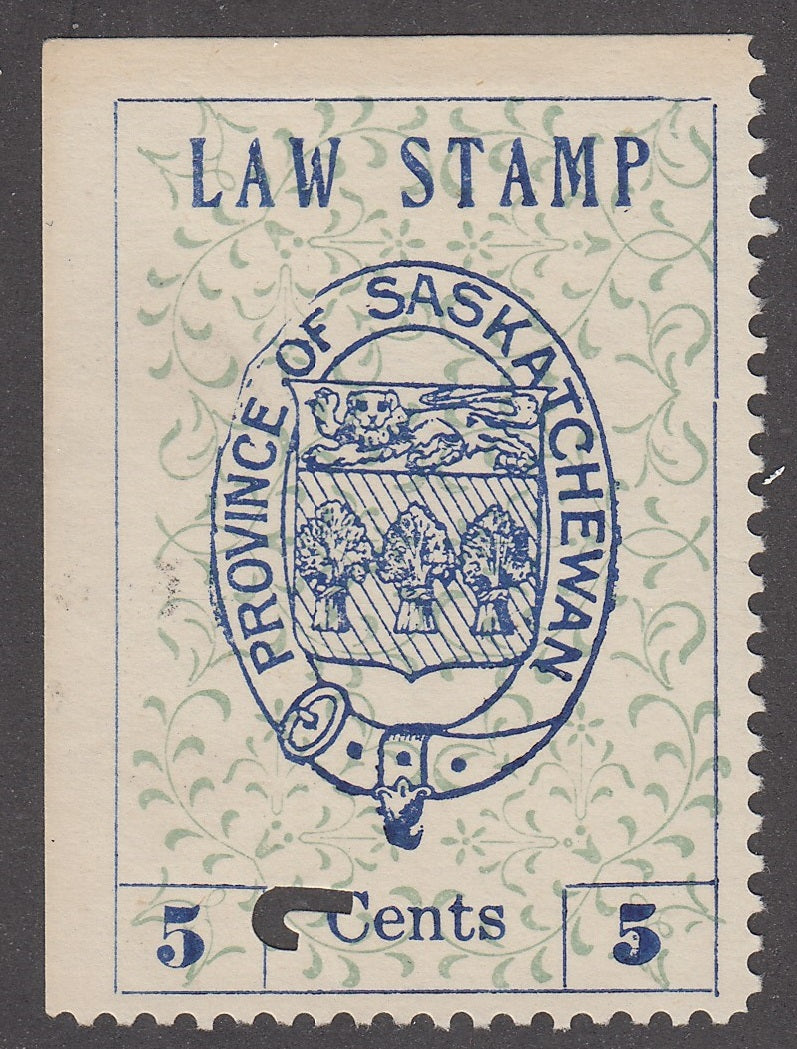 LAW STAMP
PROVINCE OF SASKATCHEWAN
5 Cents 5